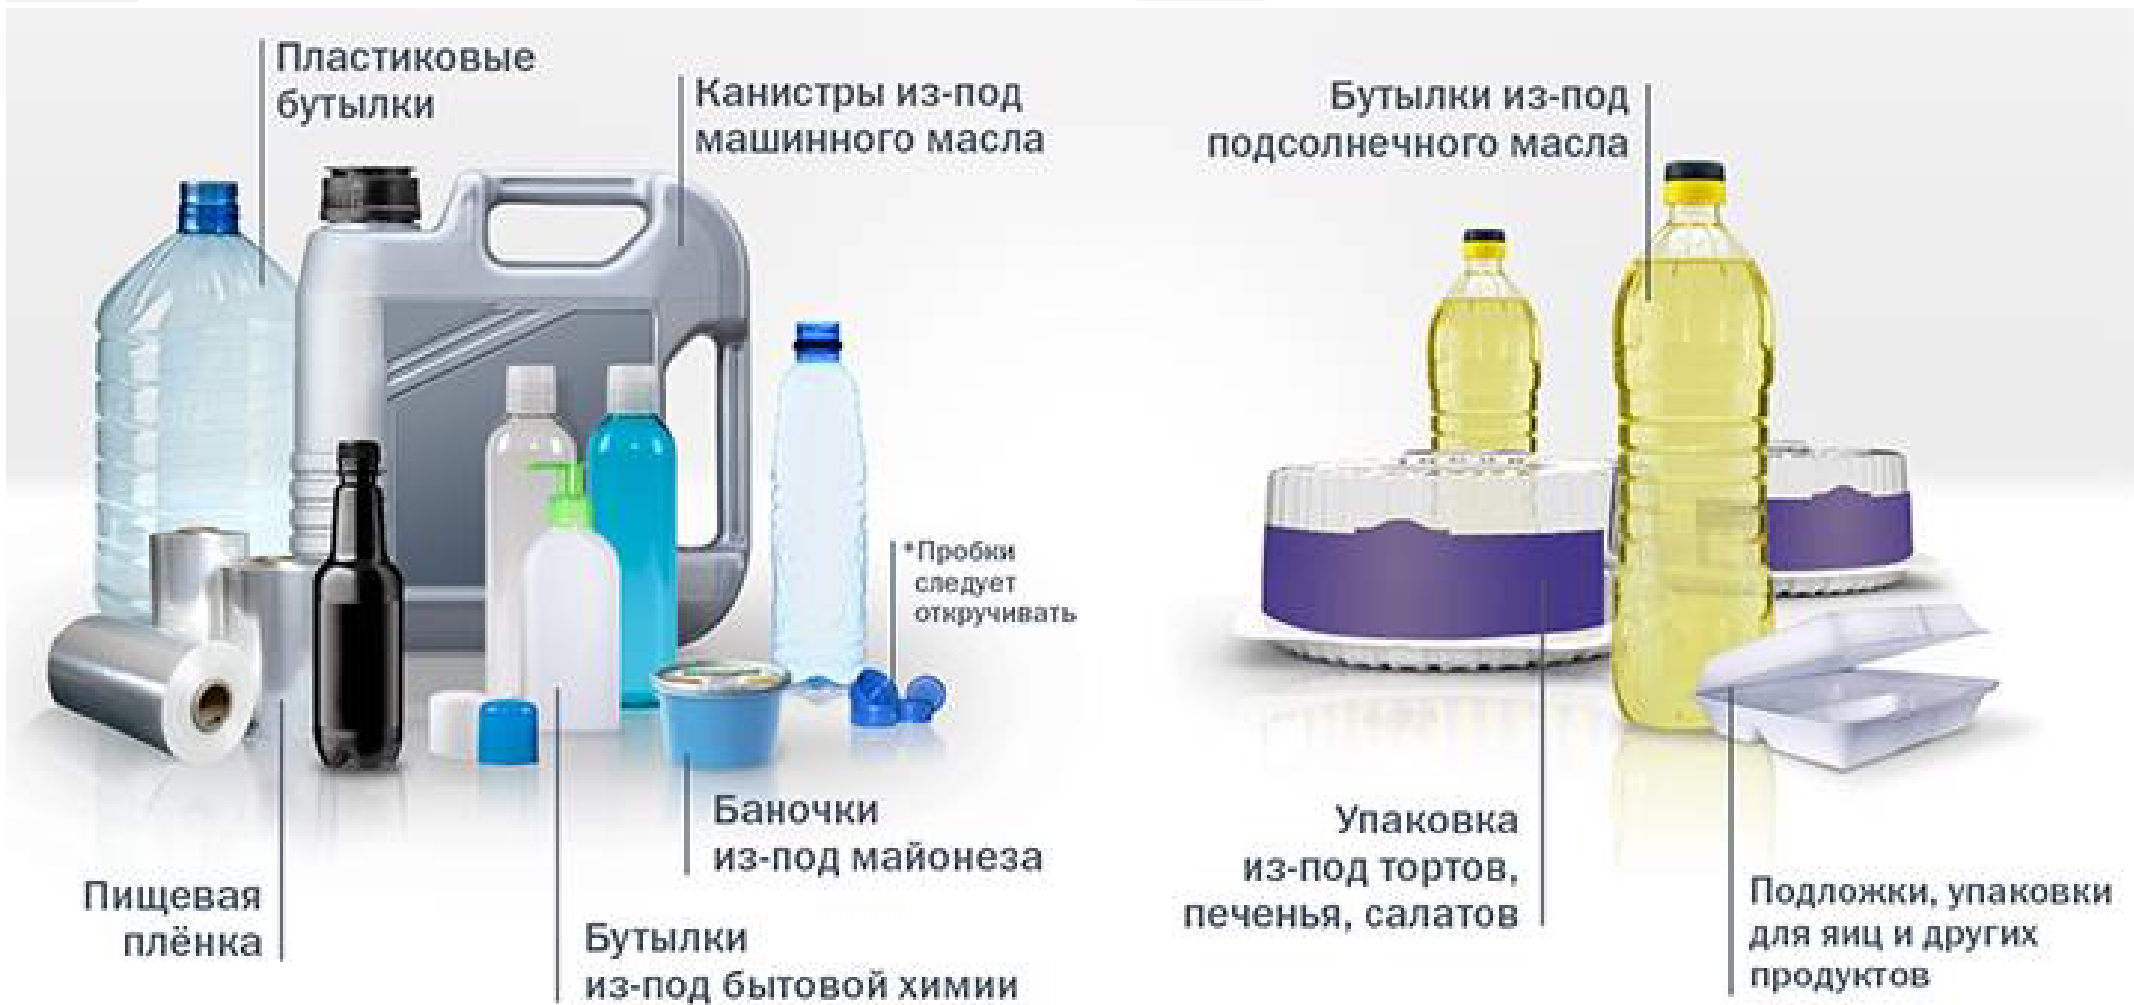 Пластиковые
бутылки
Канистры из-под
машинного масла
*Пробки
следует
откручивать
Баночки
из-под майонеза
Пищевая
плёнка
Бутылки
из-под бытовой химии
Бутылки из-под
подсолнечного масла
Упаковка
из-под тортов,
печенья, салатов
Подложки, упаковки
для яиц и других
продуктов